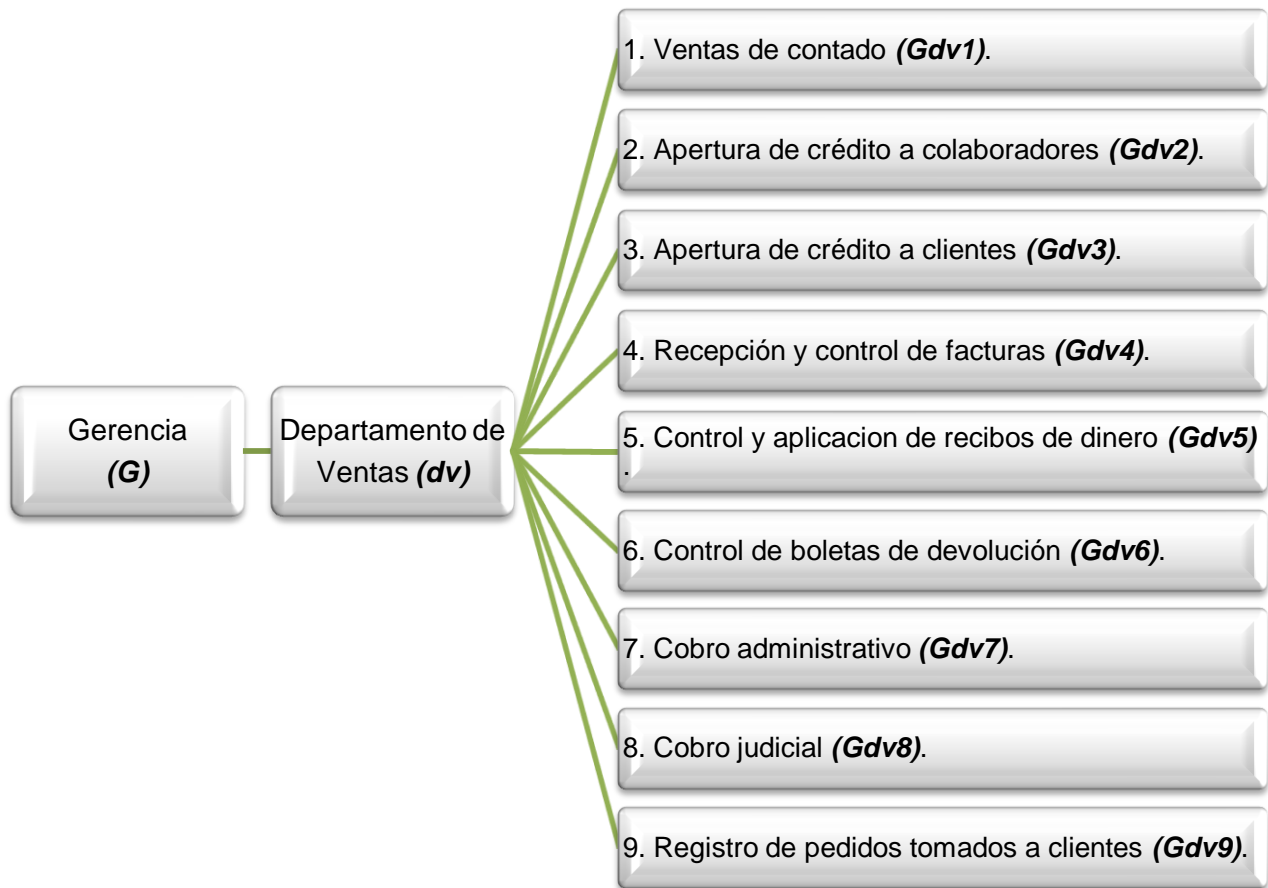 Gerencia
(G)
Departamento de
Ventas (dv)
1. Ventas de contado (Gdv1).
2. Apertura de crédito a colaboradores (Gdv2).
3. Apertura de crédito a clientes (Gdv3).
4. Recepción y control de facturas (Gdv4).
5. Control y aplicacion de recibos de dinero (Gdv5)
.
6. Control de boletas de devolución (Gdv6).
7. Cobro administrativo (Gdv7).
8. Cobro judicial (Gdv8).
9. Registro de pedidos tomados a clientes (Gdv9).